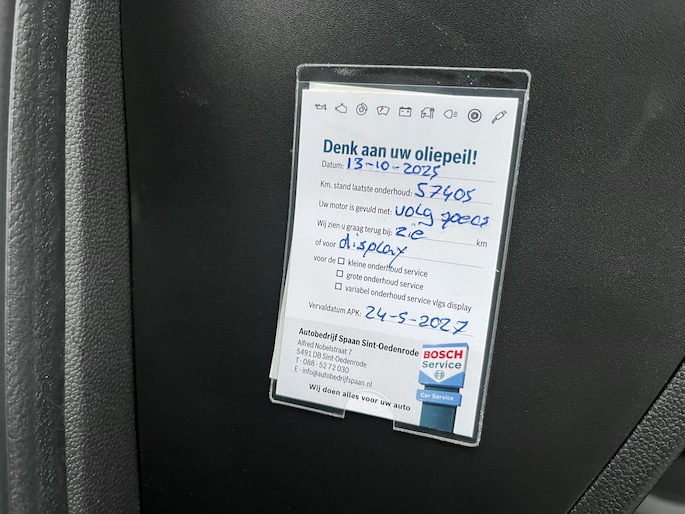 Denk aan uw oliepeil!
Datum: 13-10-2025
Km. stand laatste onderhoud: 57405
Uw motor is gevuld met: volg specs
Wij zien u graag terug bij: zie km
of voor display
voor de ☐ kleine onderhoud service
☐ grote onderhoud service
☐ variabel onderhoud service vlgs display
Vervaldatum APK: 24-5-2027
Autobedrijf Spaan Sint-Oedenrode
Alfred Nobelstraat 7
5491 DB Sint-Oedenrode
T - 088 - 52 72 030
E - info@autobedrijfspaan.nl
BOSCH
Service
Car Service
Wij doen alles voor uw auto